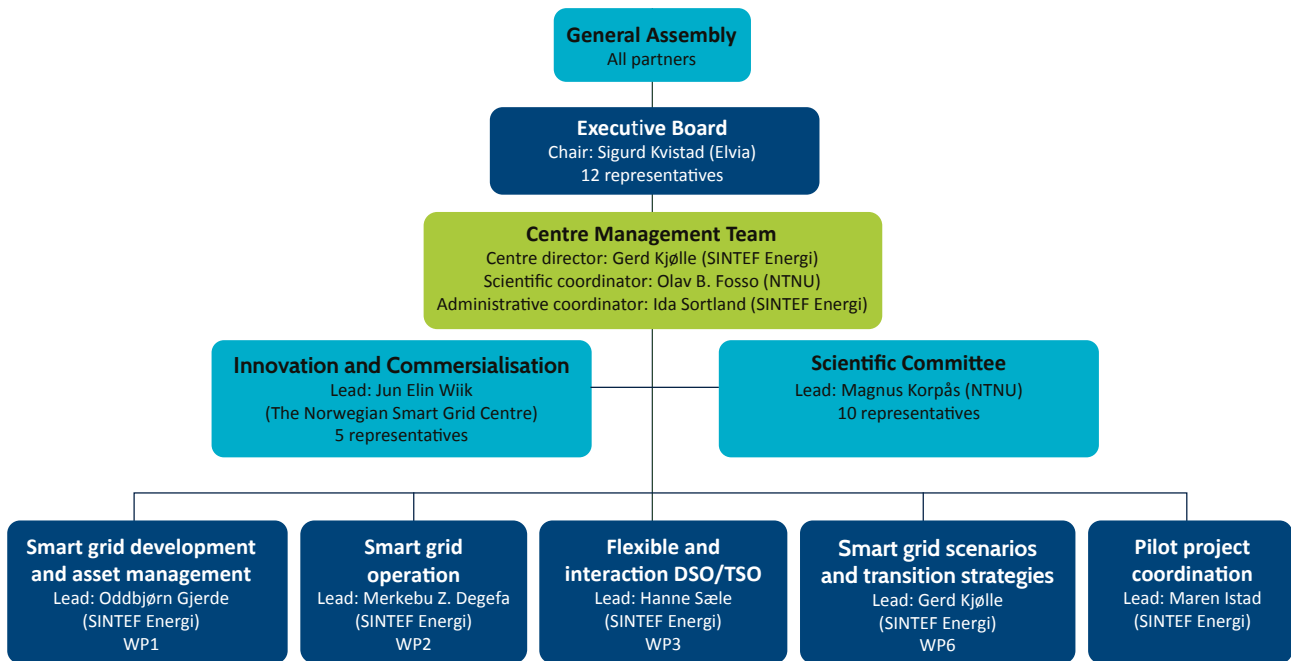 General Assembly
All partners
Executive Board
Chair: Sigurd Kvistad (Elvia)
12 representatives
Centre Management Team
Centre director: Gerd Kjølle (SINTEF Energi)
Scientific coordinator: Olav B. Fosso (NTNU)
Administrative coordinator: Ida Sortland (SINTEF Energi)
Innovation and Commersialisation
Lead: Jun Elin Wiik
(The Norwegian Smart Grid Centre)
5 representatives
Scientific Committee
Lead: Magnus Korpås (NTNU)
10 representatives
Smart grid development
and asset management
Lead: Oddbjørn Gjerde
(SINTEF Energi)
WP1
Smart grid
operation
Lead: Merkebu Z. Degefa
(SINTEF Energi)
WP2
Flexible and
interaction DSO/TSO
Lead: Hanne Sæle
(SINTEF Energi)
WP3
Smart grid scenarios
and transition strategies
Lead: Gerd Kjølle
(SINTEF Energi)
WP6
Pilot project
coordination
Lead: Maren Istad
(SINTEF Energi)